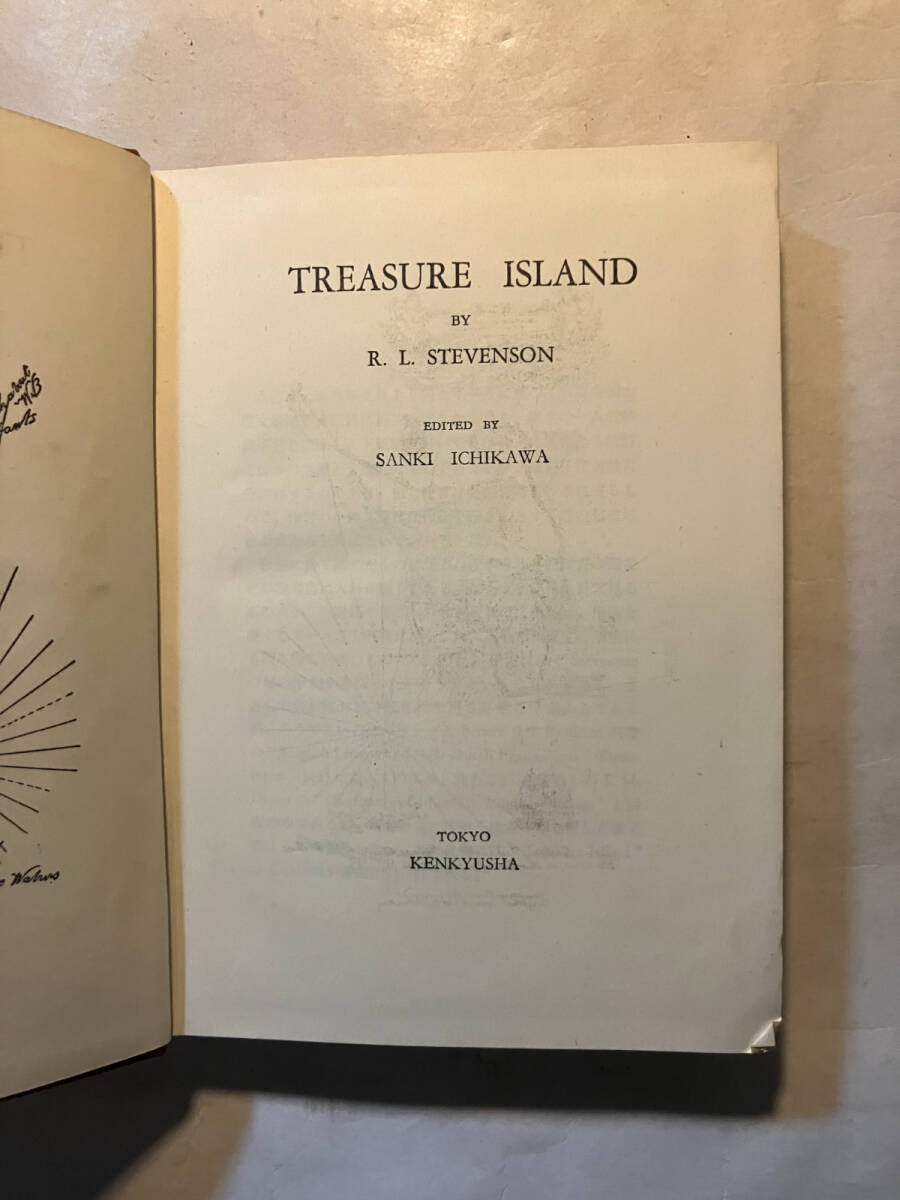 TREASURE ISLAND
BY
R. L. STEVENSON
EDITED BY
SANKI ICHIKAWA
TOKYO
KENKYUSHA